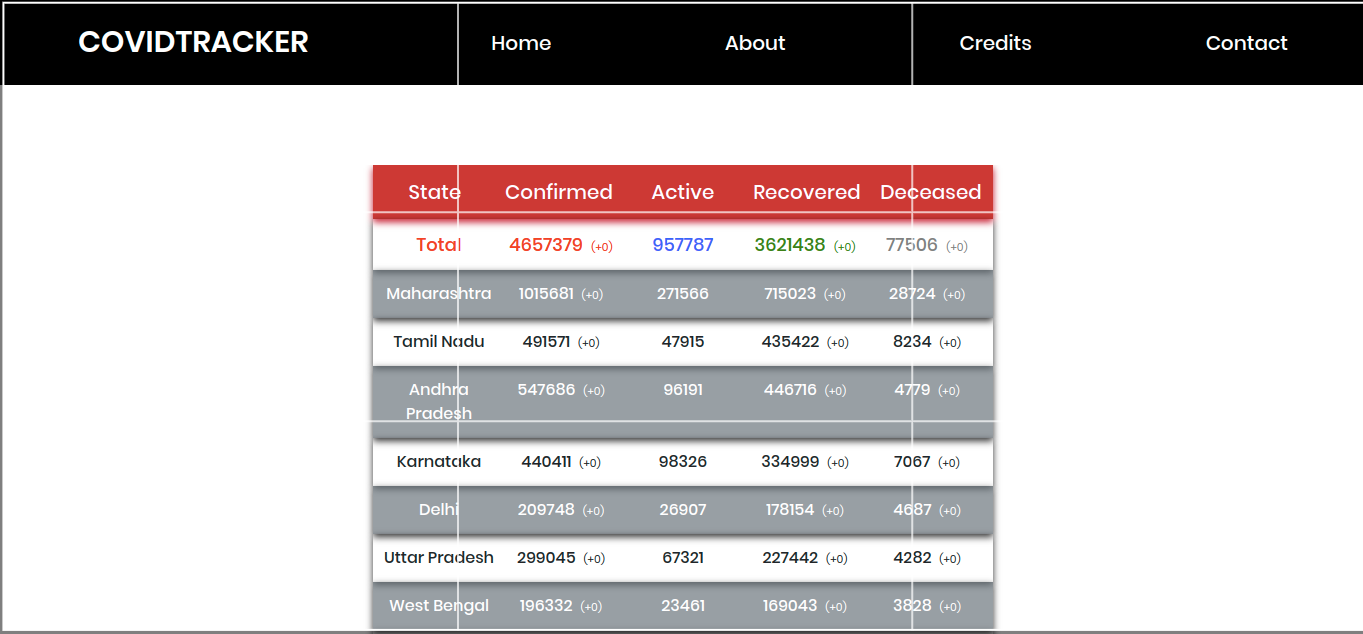 COVIDTRACKER Home About Credits Contact
State Confirmed Active Recovered Deceased
Total 4657379 (+0) 957787 3621438 (+0) 77506 (+0)
Maharashtra 1015681 (+0) 271566 715023 (+0) 28724 (+0)
Tamil Nadu 491571 (+0) 47915 435422 (+0) 8234 (+0)
Andhra 547686 (+0) 96191 446716 (+0) 4779 (+0)
Pradesh
Karnataka 440411 (+0) 98326 334999 (+0) 7067 (+0)
Delhi 209748 (+0) 26907 178154 (+0) 4687 (+0)
Uttar Pradesh 299045 (+0) 67321 227442 (+0) 4282 (+0)
West Bengal 196332 (+0) 23461 169043 (+0) 3828 (+0)